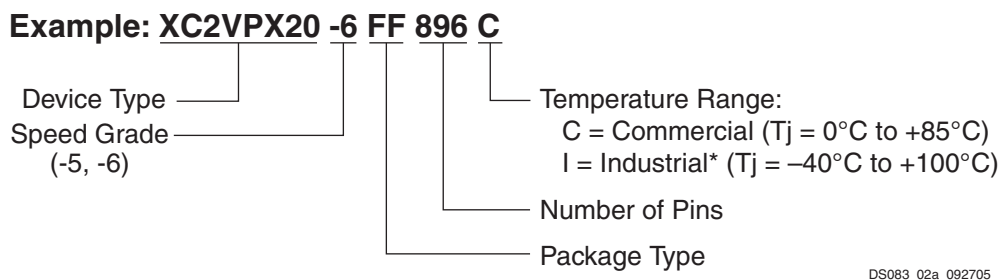 Example: XC2VPX20 -6 FF 896 C
Device Type
Speed Grade
(-5, -6)
Temperature Range:
C = Commercial (Tj = 0°C to +85°C)
I = Industrial* (Tj = –40°C to +100°C)
Number of Pins
Package Type
DS083_02a_092705